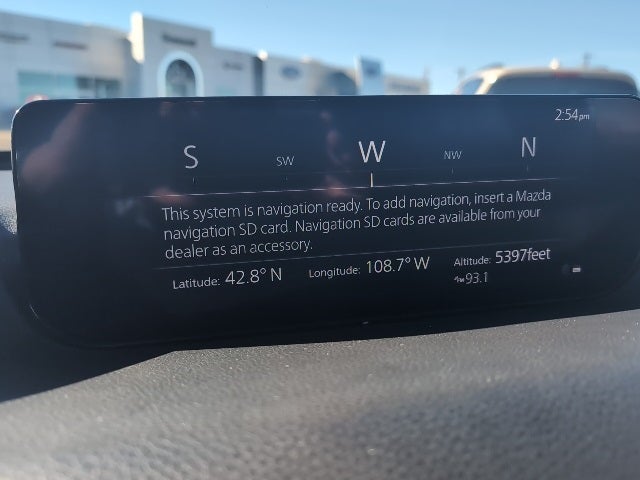 2:54pm
S SW W NW N
This system is navigation ready. To add navigation, insert a Mazda
navigation SD card. Navigation SD cards are available from your
dealer as an accessory.
Latitude: 42.8° N Longitude: 108.7° W Altitude: 5397feet
FM 93.1